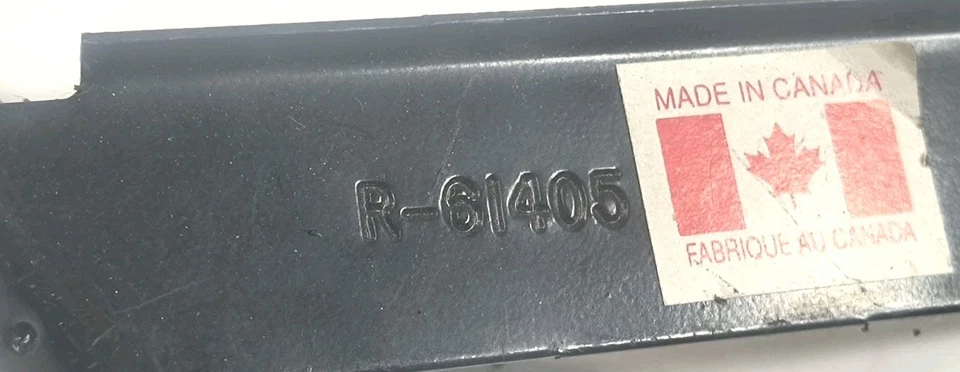 R-61405
MADE IN CANADA
FABRIQUE AU CANADA